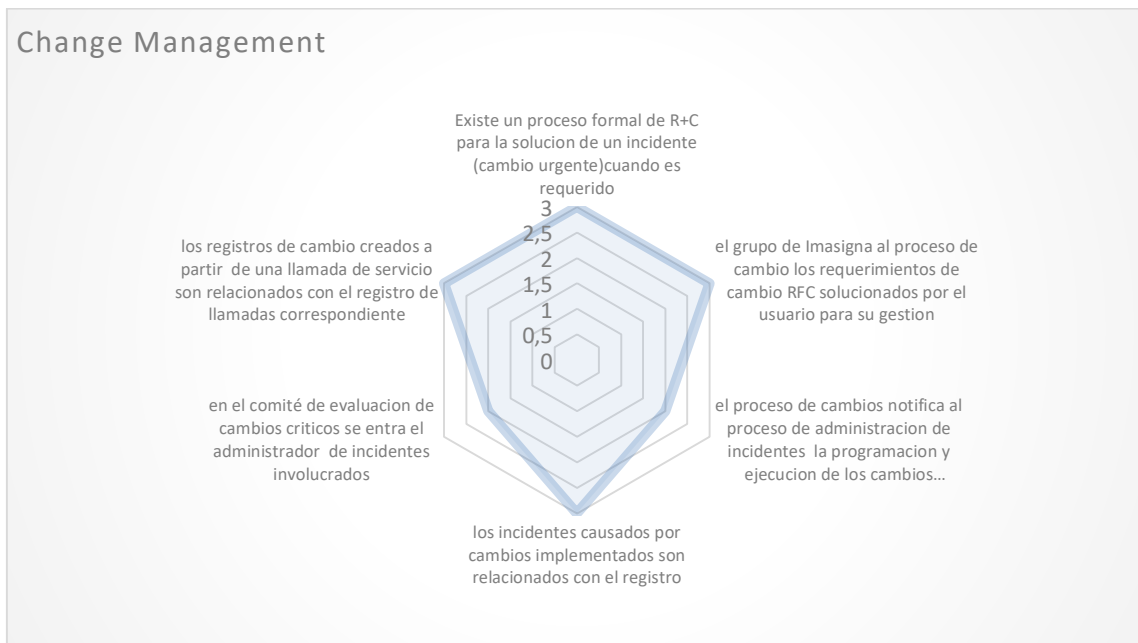 Change Management
Existe un proceso formal de R+C
para la solucion de un incidente
(cambio urgente)cuando es
requerido
3
2,5
2
1,5
1
0,5
0
el grupo de Imasigna al proceso de
cambio los requerimientos de
cambio RFC solucionados por el
usuario para su gestion
el proceso de cambios notifica al
proceso de administracion de
incidentes la programacion y
ejecucion de los cambios…
los incidentes causados por
cambios implementados son
relacionados con el registro
en el comité de evaluacion de
cambios criticos se entra el
administrador de incidentes
involucrados
los registros de cambio creados a
partir de una llamada de servicio
son relacionados con el registro de
llamadas correspondiente